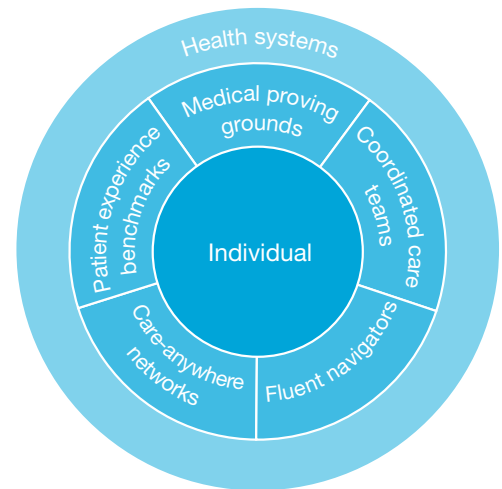 Health systems
Medical proving
grounds
Coordinated care
teams
Fluent navigators
Care-anywhere
networks
Patient experience
benchmarks
Individual